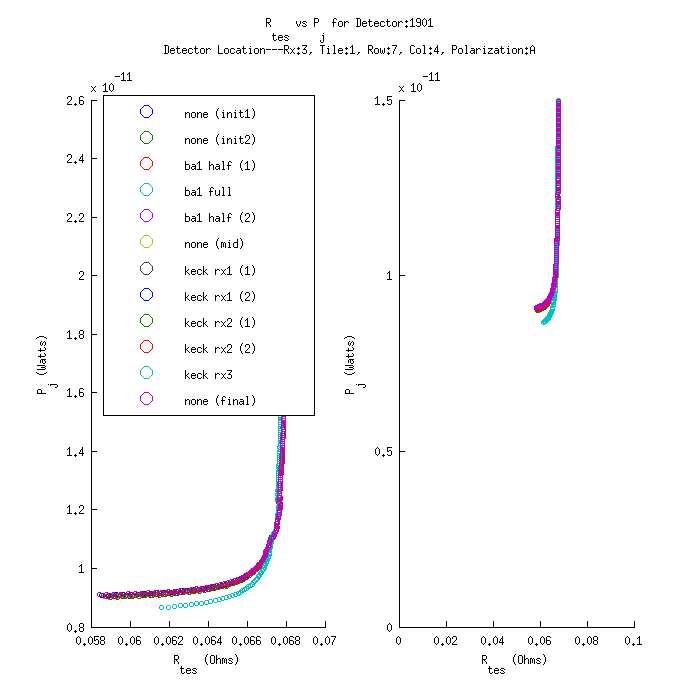 R    vs P  for Detector:1901
tes     j
Detector Location---Rx:3, Tile:1, Row:7, Col:4, Polarization:A
x 10 -11
2.6
2.4
2.2
2
1.8
1.6
1.4
1.2
1
0.8
P j (Watts)
none (init1)
none (init2)
ba1 half (1)
ba1 full
ba1 half (2)
none (mid)
keck rx1 (1)
keck rx1 (2)
keck rx2 (1)
keck rx2 (2)
keck rx3
none (final)
0.058 0.06 0.062 0.064 0.066 0.068 0.07
R tes (Ohms)
x 10 -11
1.5
1
0.5
0
P j (Watts)
0 0.02 0.04 0.06 0.08 0.1
R tes (Ohms)